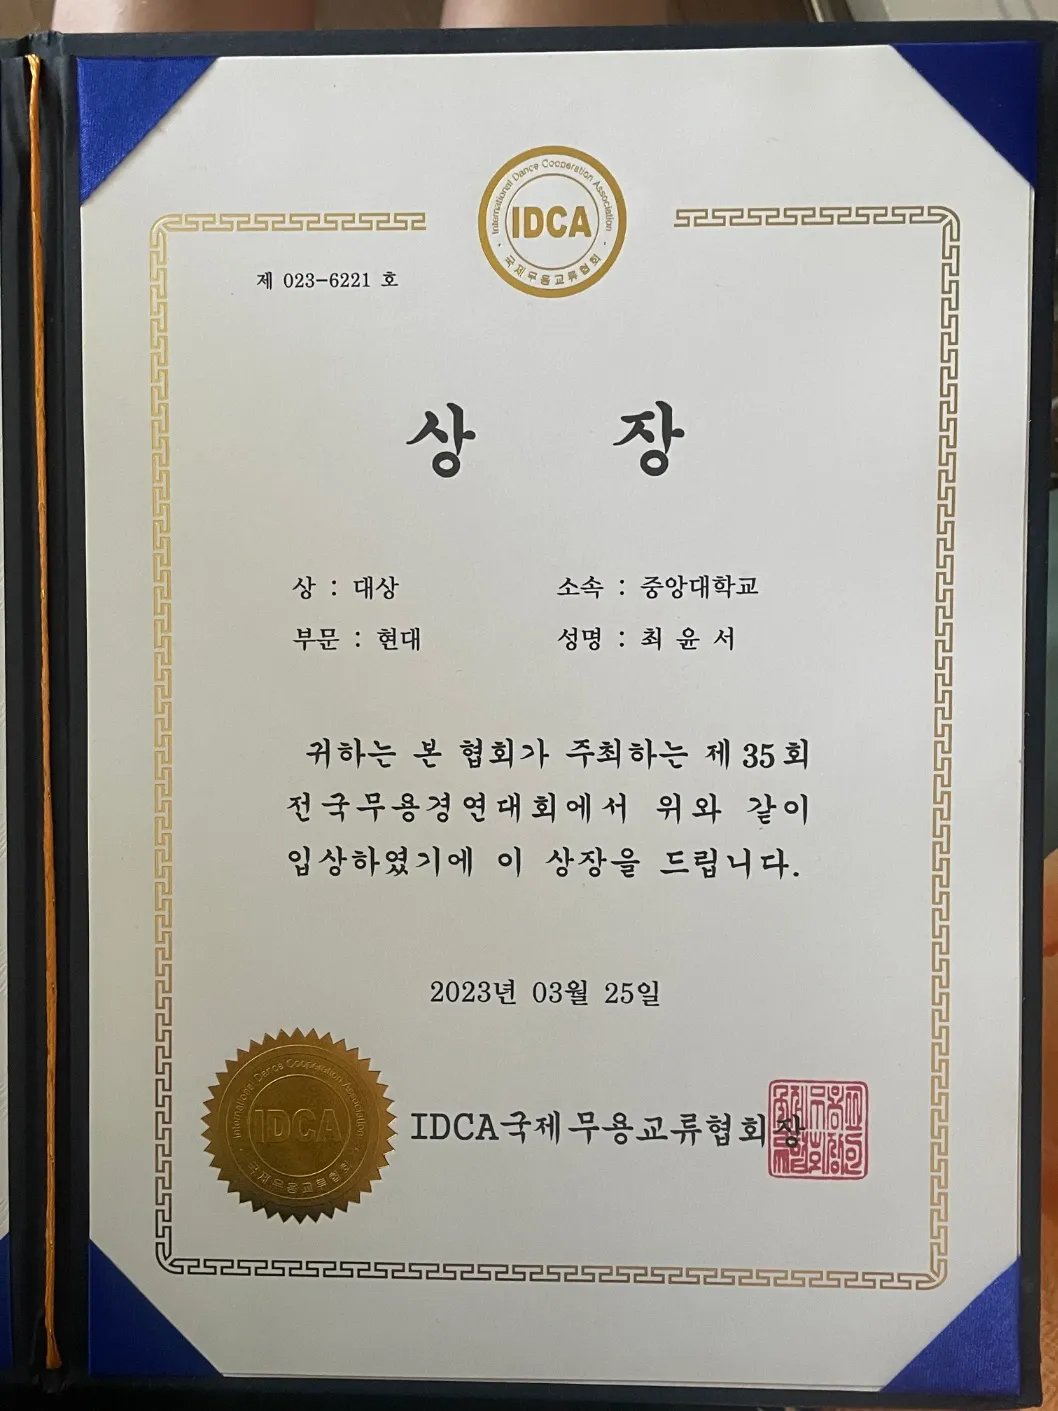 International Dance Cooperation Association
IDCA
국제무용교류협회
제 023-6221 호
상 장
상 : 대상
소속 : 중앙대학교
부문 : 현대
성명 : 최 윤 서
귀하는 본 협회가 주최하는 제 35 회
전국무용경연대회에서 위와 같이
입상하였기에 이 상장을 드립니다.
2023년 03월 25일
International Dance Cooperation Association
IDCA
국제무용교류협회
IDCA국제무용교류협회장